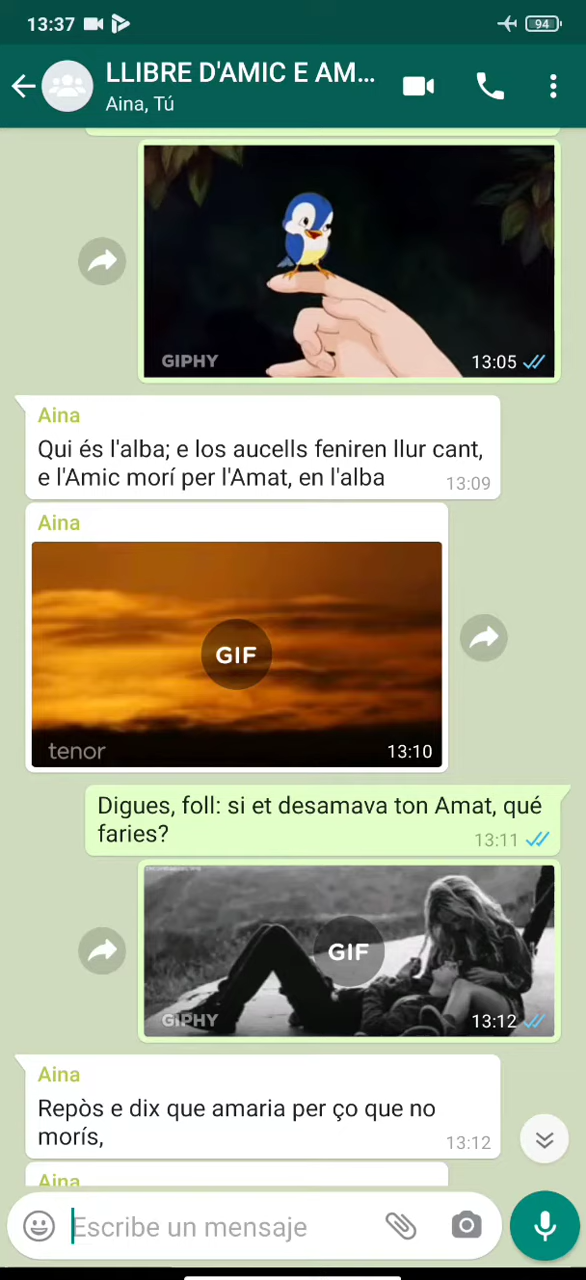 13:37
94
LLIBRE D'AMIC E AM...
Aina, Tú
GIPHY
13:05
Aina
Qui és l'alba; e los aucells feniren llur cant,
e l'Amic morí per l'Amat, en l'alba
13:09
Aina
GIF
tenor
13:10
Digues, foll: si et desamava ton Amat, qué
faries?
13:11
GIF
GIPHY
13:12
Aina
Repòs e dix que amaria per ço que no
morís,
13:12
Aina
Escribe un mensaje